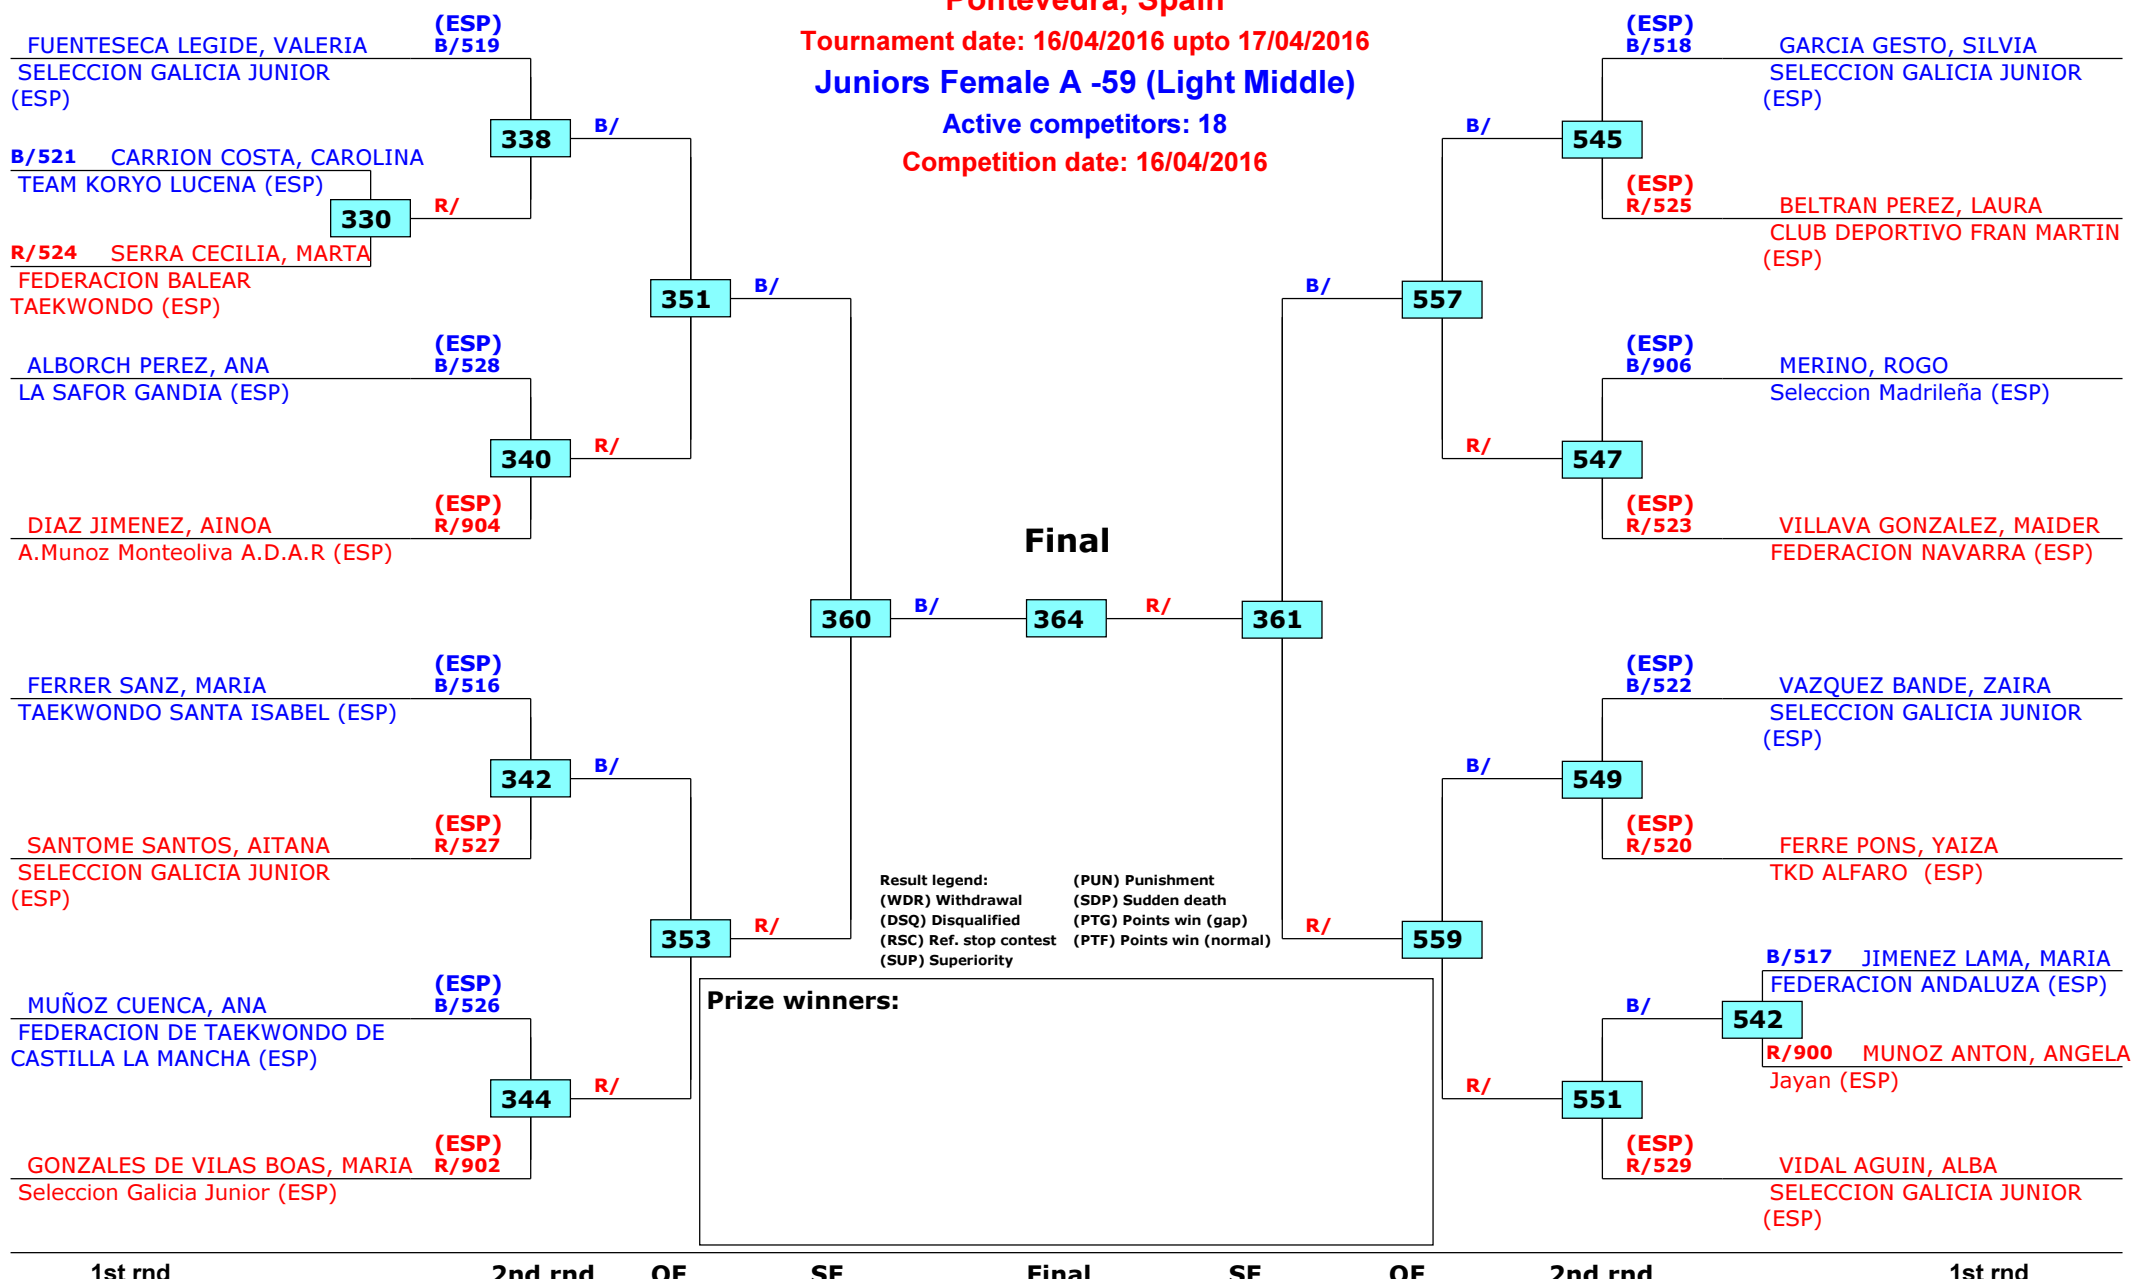 Pontevedra, Spain
Tournament date: 16/04/2016 upto 17/04/2016
Juniors Female A -59 (Light Middle)
Active competitors: 18
Competition date: 16/04/2016
(ESP)
FUENTESECA LEGIDE, VALERIA B/519
SELECCION GALICIA JUNIOR
(ESP)
338
B/
B/521 CARRION COSTA, CAROLINA
TEAM KORYO LUCENA (ESP)
330
R/
R/524 SERRA CECILIA, MARTA
FEDERACION BALEAR
TAEKWONDO (ESP)
351
B/
(ESP)
ALBORCH PEREZ, ANA B/528
LA SAFOR GANDIA (ESP)
340
R/
(ESP)
DIAZ JIMENEZ, AINOA R/904
A.Munoz Monteoliva A.D.A.R (ESP)
360
B/
(ESP)
FERRER SANZ, MARIA B/516
TAEKWONDO SANTA ISABEL (ESP)
342
B/
(ESP)
SANTOME SANTOS, AITANA R/527
SELECCION GALICIA JUNIOR
(ESP)
353
R/
(ESP)
MUÑOZ CUENCA, ANA B/526
FEDERACION DE TAEKWONDO DE
CASTILLA LA MANCHA (ESP)
344
R/
(ESP)
GONZALES DE VILAS BOAS, MARIA R/902
Seleccion Galicia Junior (ESP)
Final
364
R/
361
(ESP)
B/518 GARCIA GESTO, SILVIA
SELECCION GALICIA JUNIOR
(ESP)
B/
545
(ESP)
R/525 BELTRAN PEREZ, LAURA
CLUB DEPORTIVO FRAN MARTIN
(ESP)
B/
557
(ESP)
B/906 MERINO, ROGO
Seleccion Madrileña (ESP)
R/
547
(ESP)
R/523 VILLAVA GONZALEZ, MAIDER
FEDERACION NAVARRA (ESP)
(ESP)
B/522 VAZQUEZ BANDE, ZAIRA
SELECCION GALICIA JUNIOR
(ESP)
B/
549
(ESP)
R/520 FERRE PONS, YAIZA
TKD ALFARO (ESP)
R/
559
B/517 JIMENEZ LAMA, MARIA
FEDERACION ANDALUZA (ESP)
B/
542
R/900 MUNOZ ANTON, ANGELA
Jayan (ESP)
R/
551
(ESP)
R/529 VIDAL AGUIN, ALBA
SELECCION GALICIA JUNIOR
(ESP)
Result legend: (PUN) Punishment
(WDR) Withdrawal (SDP) Sudden death
(DSQ) Disqualified (PTG) Points win (gap)
(RSC) Ref. stop contest (PTF) Points win (normal)
(SUP) Superiority
Prize winners:
1st rnd 2nd rnd QF SF Final SF QF 2nd rnd 1st rnd